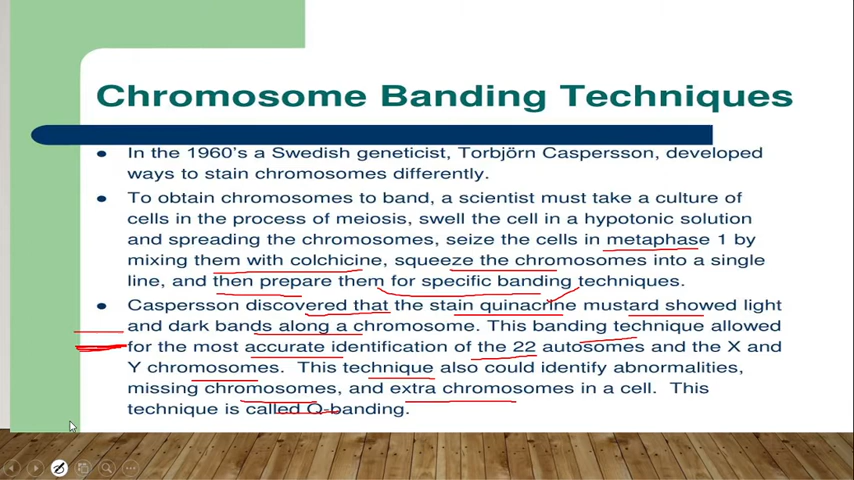 Chromosome Banding Techniques
● In the 1960's a Swedish geneticist, Torbjörn Caspersson, developed
ways to stain chromosomes differently.
● To obtain chromosomes to band, a scientist must take a culture of
cells in the process of meiosis, swell the cell in a hypotonic solution
and spreading the chromosomes, seize the cells in metaphase 1 by
mixing them with colchicine, squeeze the chromosomes into a single
line, and then prepare them for specific banding techniques.
● Caspersson discovered that the stain quinacrine mustard showed light
and dark bands along a chromosome. This banding technique allowed
for the most accurate identification of the 22 autosomes and the X and
Y chromosomes. This technique also could identify abnormalities,
missing chromosomes, and extra chromosomes in a cell. This
technique is called Q-banding.